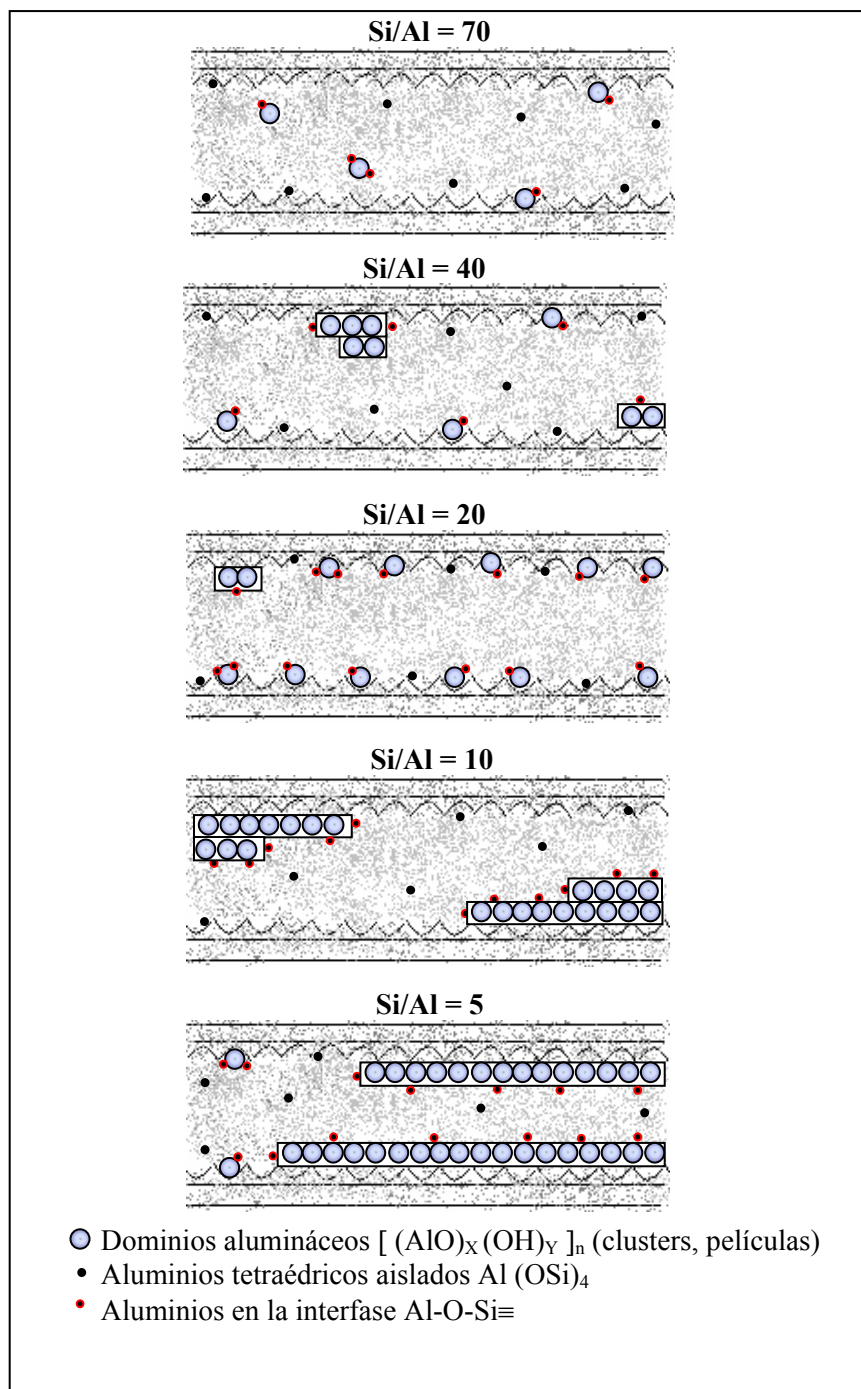 Si/Al = 70
Si/Al = 40
Si/Al = 20
Si/Al = 10
Si/Al = 5
Dominios alumináceos [ (AlO)X (OH)Y ]n (clusters, películas)
Aluminios tetraédricos aislados Al (OSi)4
Aluminios en la interfase Al-O-Si≡